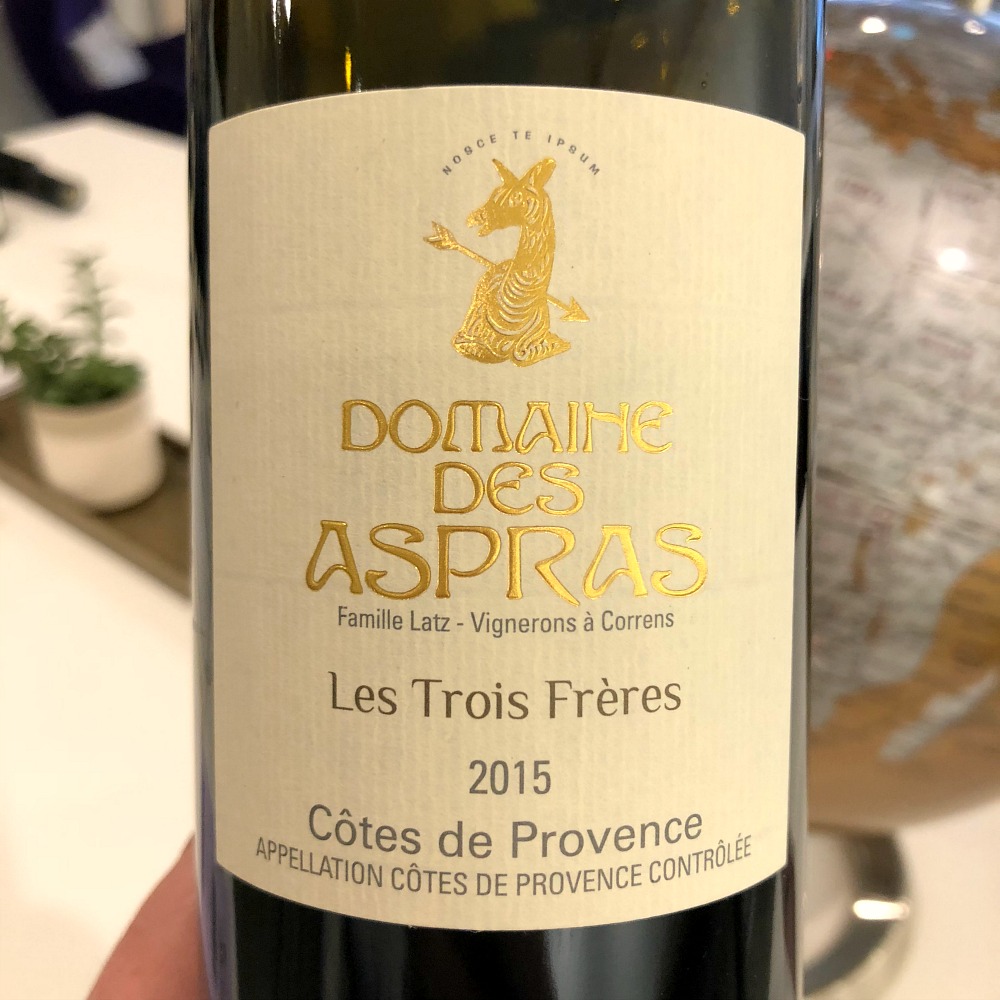 NOSCE TE IPSUM
DOMAINE
DES
ASPRAS
Famille Latz - Vignerons à Correns
Les Trois Frères
2015
Côtes de Provence
APPELLATION CÔTES DE PROVENCE CONTRÔLÉE